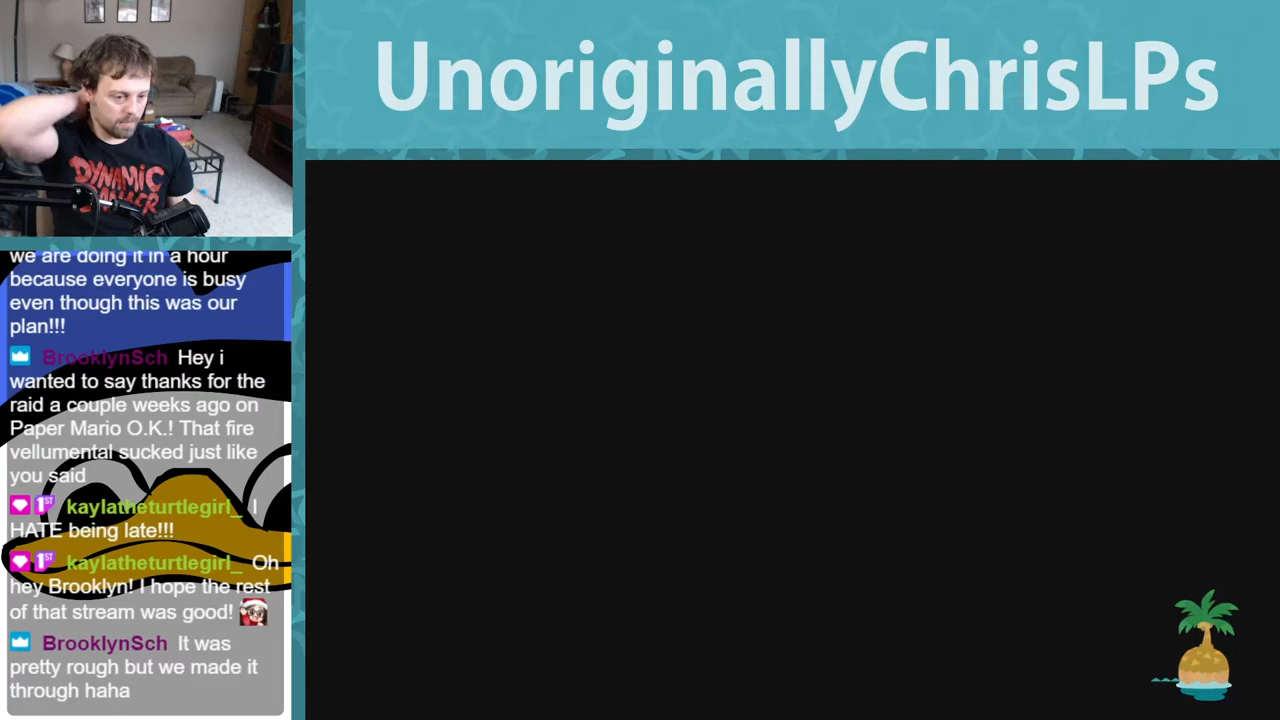 UnoriginallyChrisLPs
DYNAMIC
we are doing it in a hour
because everyone is busy
even though this was our
plan!!!
BrooklynSch Hey i
wanted to say thanks for the
raid a couple weeks ago on
Paper Mario O.K.! That fire
vellumental sucked just like
you said
1ST kaylatheturtlegirl_ I
HATE being late!!!
1ST kaylatheturtlegirl_ Oh
hey Brooklyn! I hope the rest
of that stream was good!
BrooklynSch It was
pretty rough but we made it
through haha